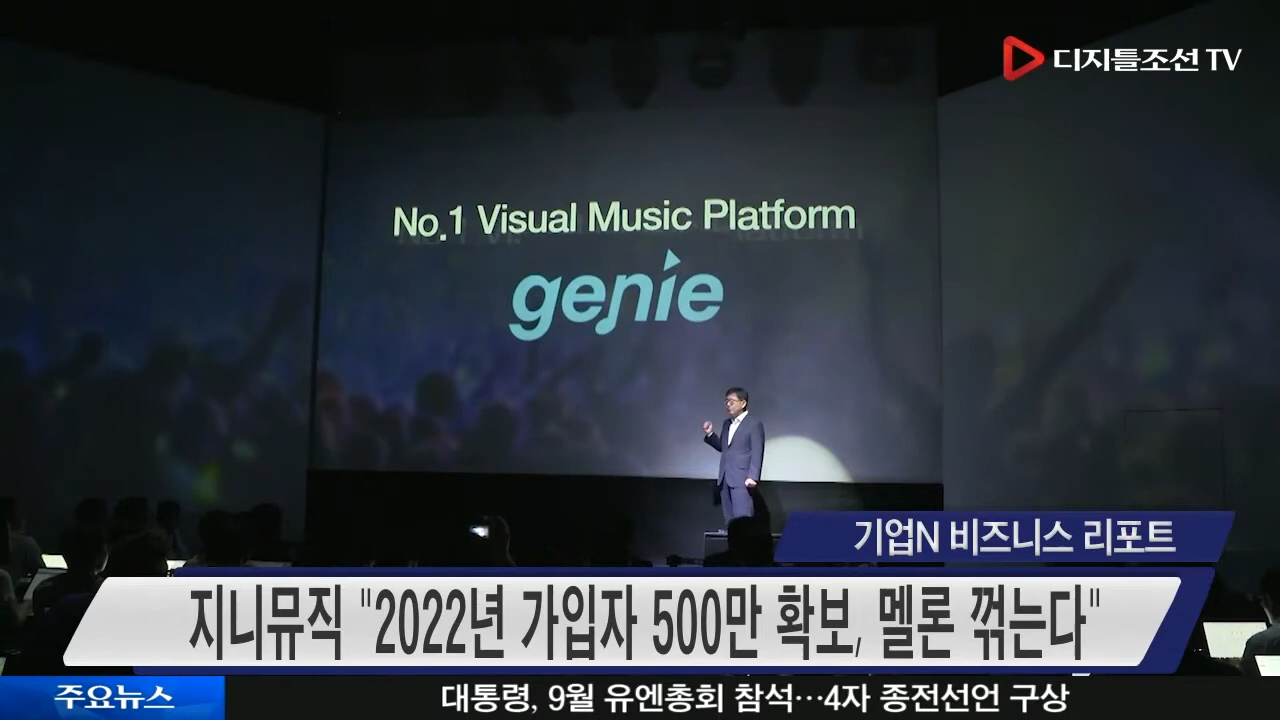 디지틀조선 TV
No.1 Visual Music Platform
genie
기업N 비즈니스 리포트
지니뮤직 "2022년 가입자 500만 확보, 멜론 꺾는다"
주요뉴스
대통령, 9월 유엔총회 참석…4자 종전선언 구상